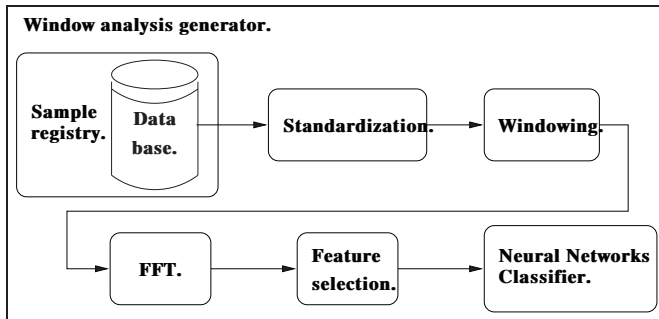 Window analysis generator.
Sample
registry.
Data
base.
Standardization.
Windowing.
FFT.
Feature
selection.
Neural Networks
Classifier.